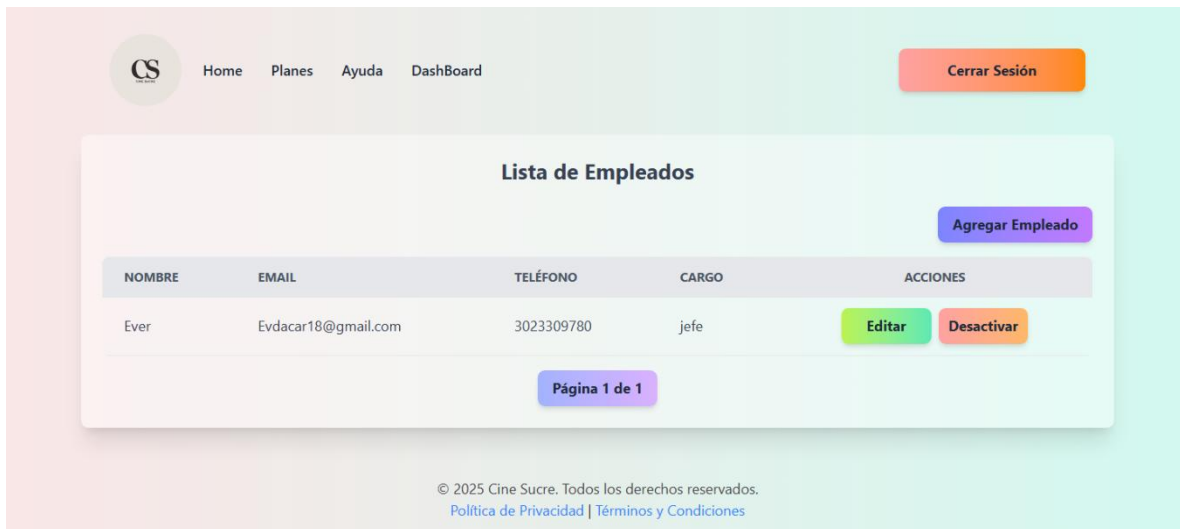 CS
CINE SUCRE
Home Planes Ayuda DashBoard Cerrar Sesión
Lista de Empleados
Agregar Empleado
NOMBRE EMAIL TELÉFONO CARGO ACCIONES
Ever Evdacar18@gmail.com 3023309780 jefe Editar Desactivar
Página 1 de 1
© 2025 Cine Sucre. Todos los derechos reservados.
Política de Privacidad | Términos y Condiciones